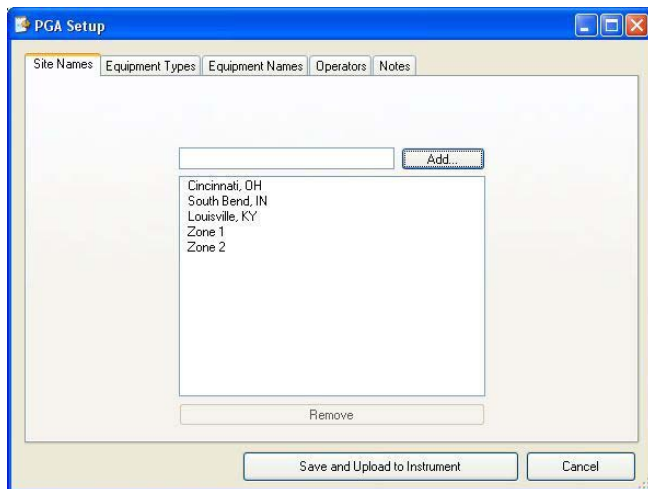 PGA Setup
Site Names Equipment Types Equipment Names Operators Notes
Add...
Cincinnati, OH
South Bend, IN
Louisville, KY
Zone 1
Zone 2
Remove
Save and Upload to Instrument Cancel